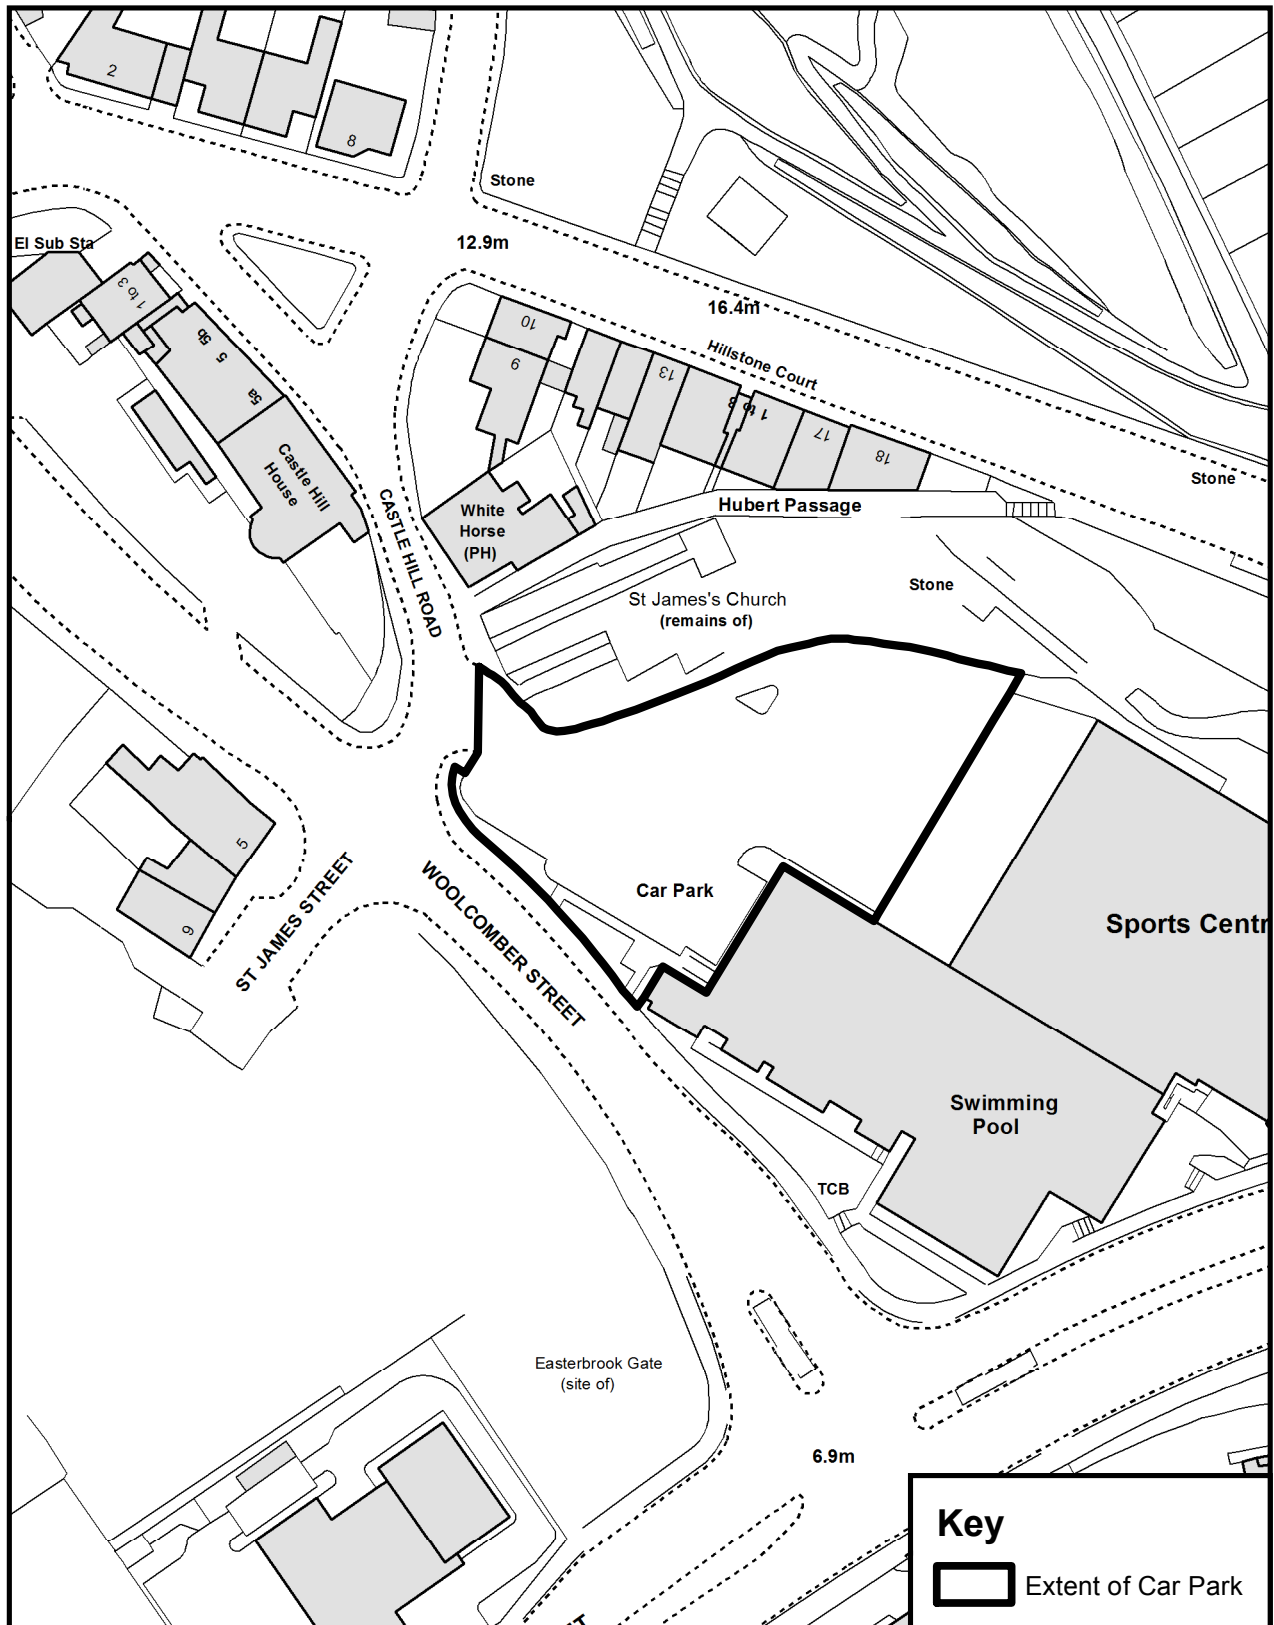 2
8
Stone
El Sub Sta
12.9m
1 to 3
16.4m
10
Hillstone Court
5b
5
9
13
5a
1 to 8
17
18
Castle Hill
House
Stone
CASTLE HILL ROAD
White
Horse
(PH)
Hubert Passage
Stone
St James's Church
(remains of)
5
Car Park
WOOLCOMBER STREET
Sports Centr
ST JAMES STREET
9
Swimming
Pool
TCB
Easterbrook Gate
(site of)
6.9m
Key
Extent of Car Park